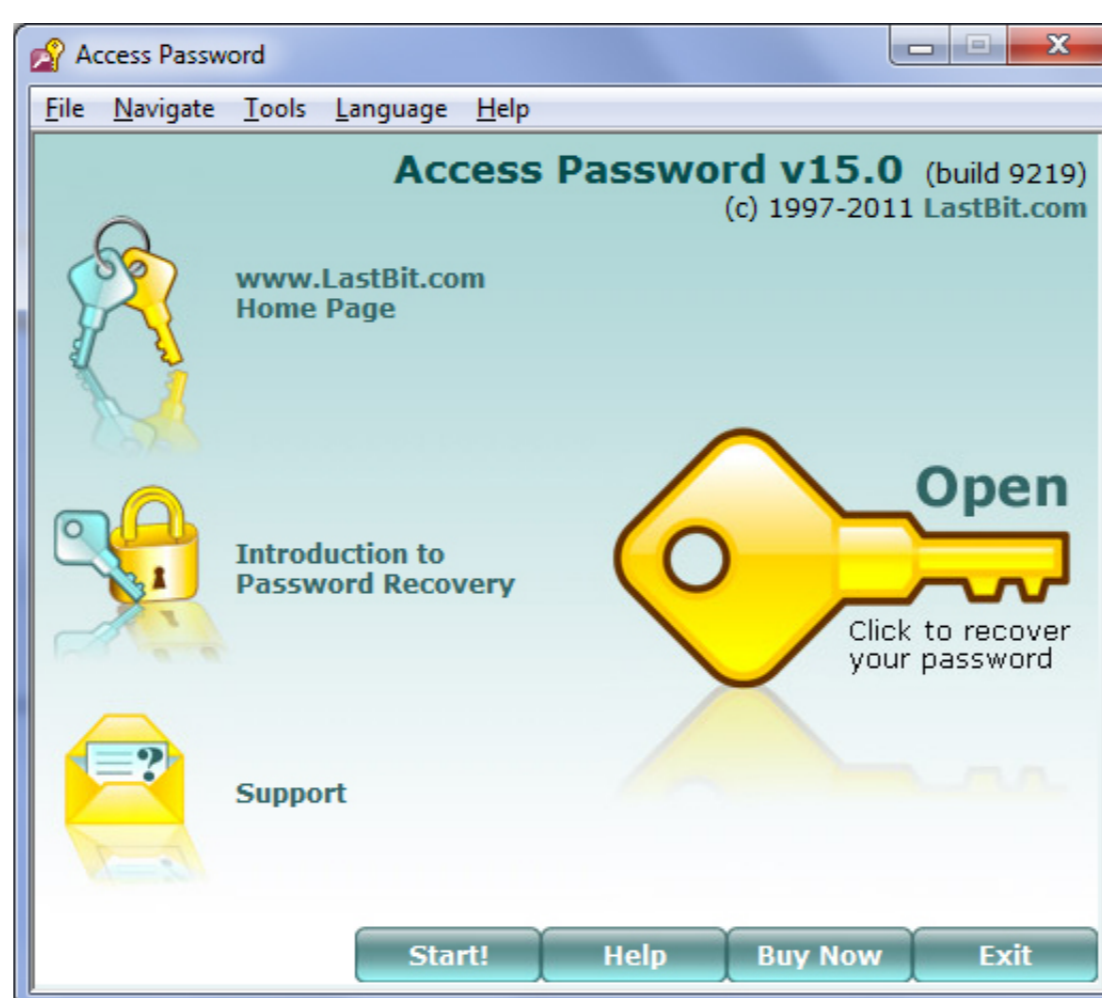 Access Password
File Navigate Tools Language Help
Access Password v15.0 (build 9219)
(c) 1997-2011 LastBit.com
www.LastBit.com
Home Page
Open
Introduction to
Password Recovery
Click to recover
your password
?
Support
Start! Help Buy Now Exit